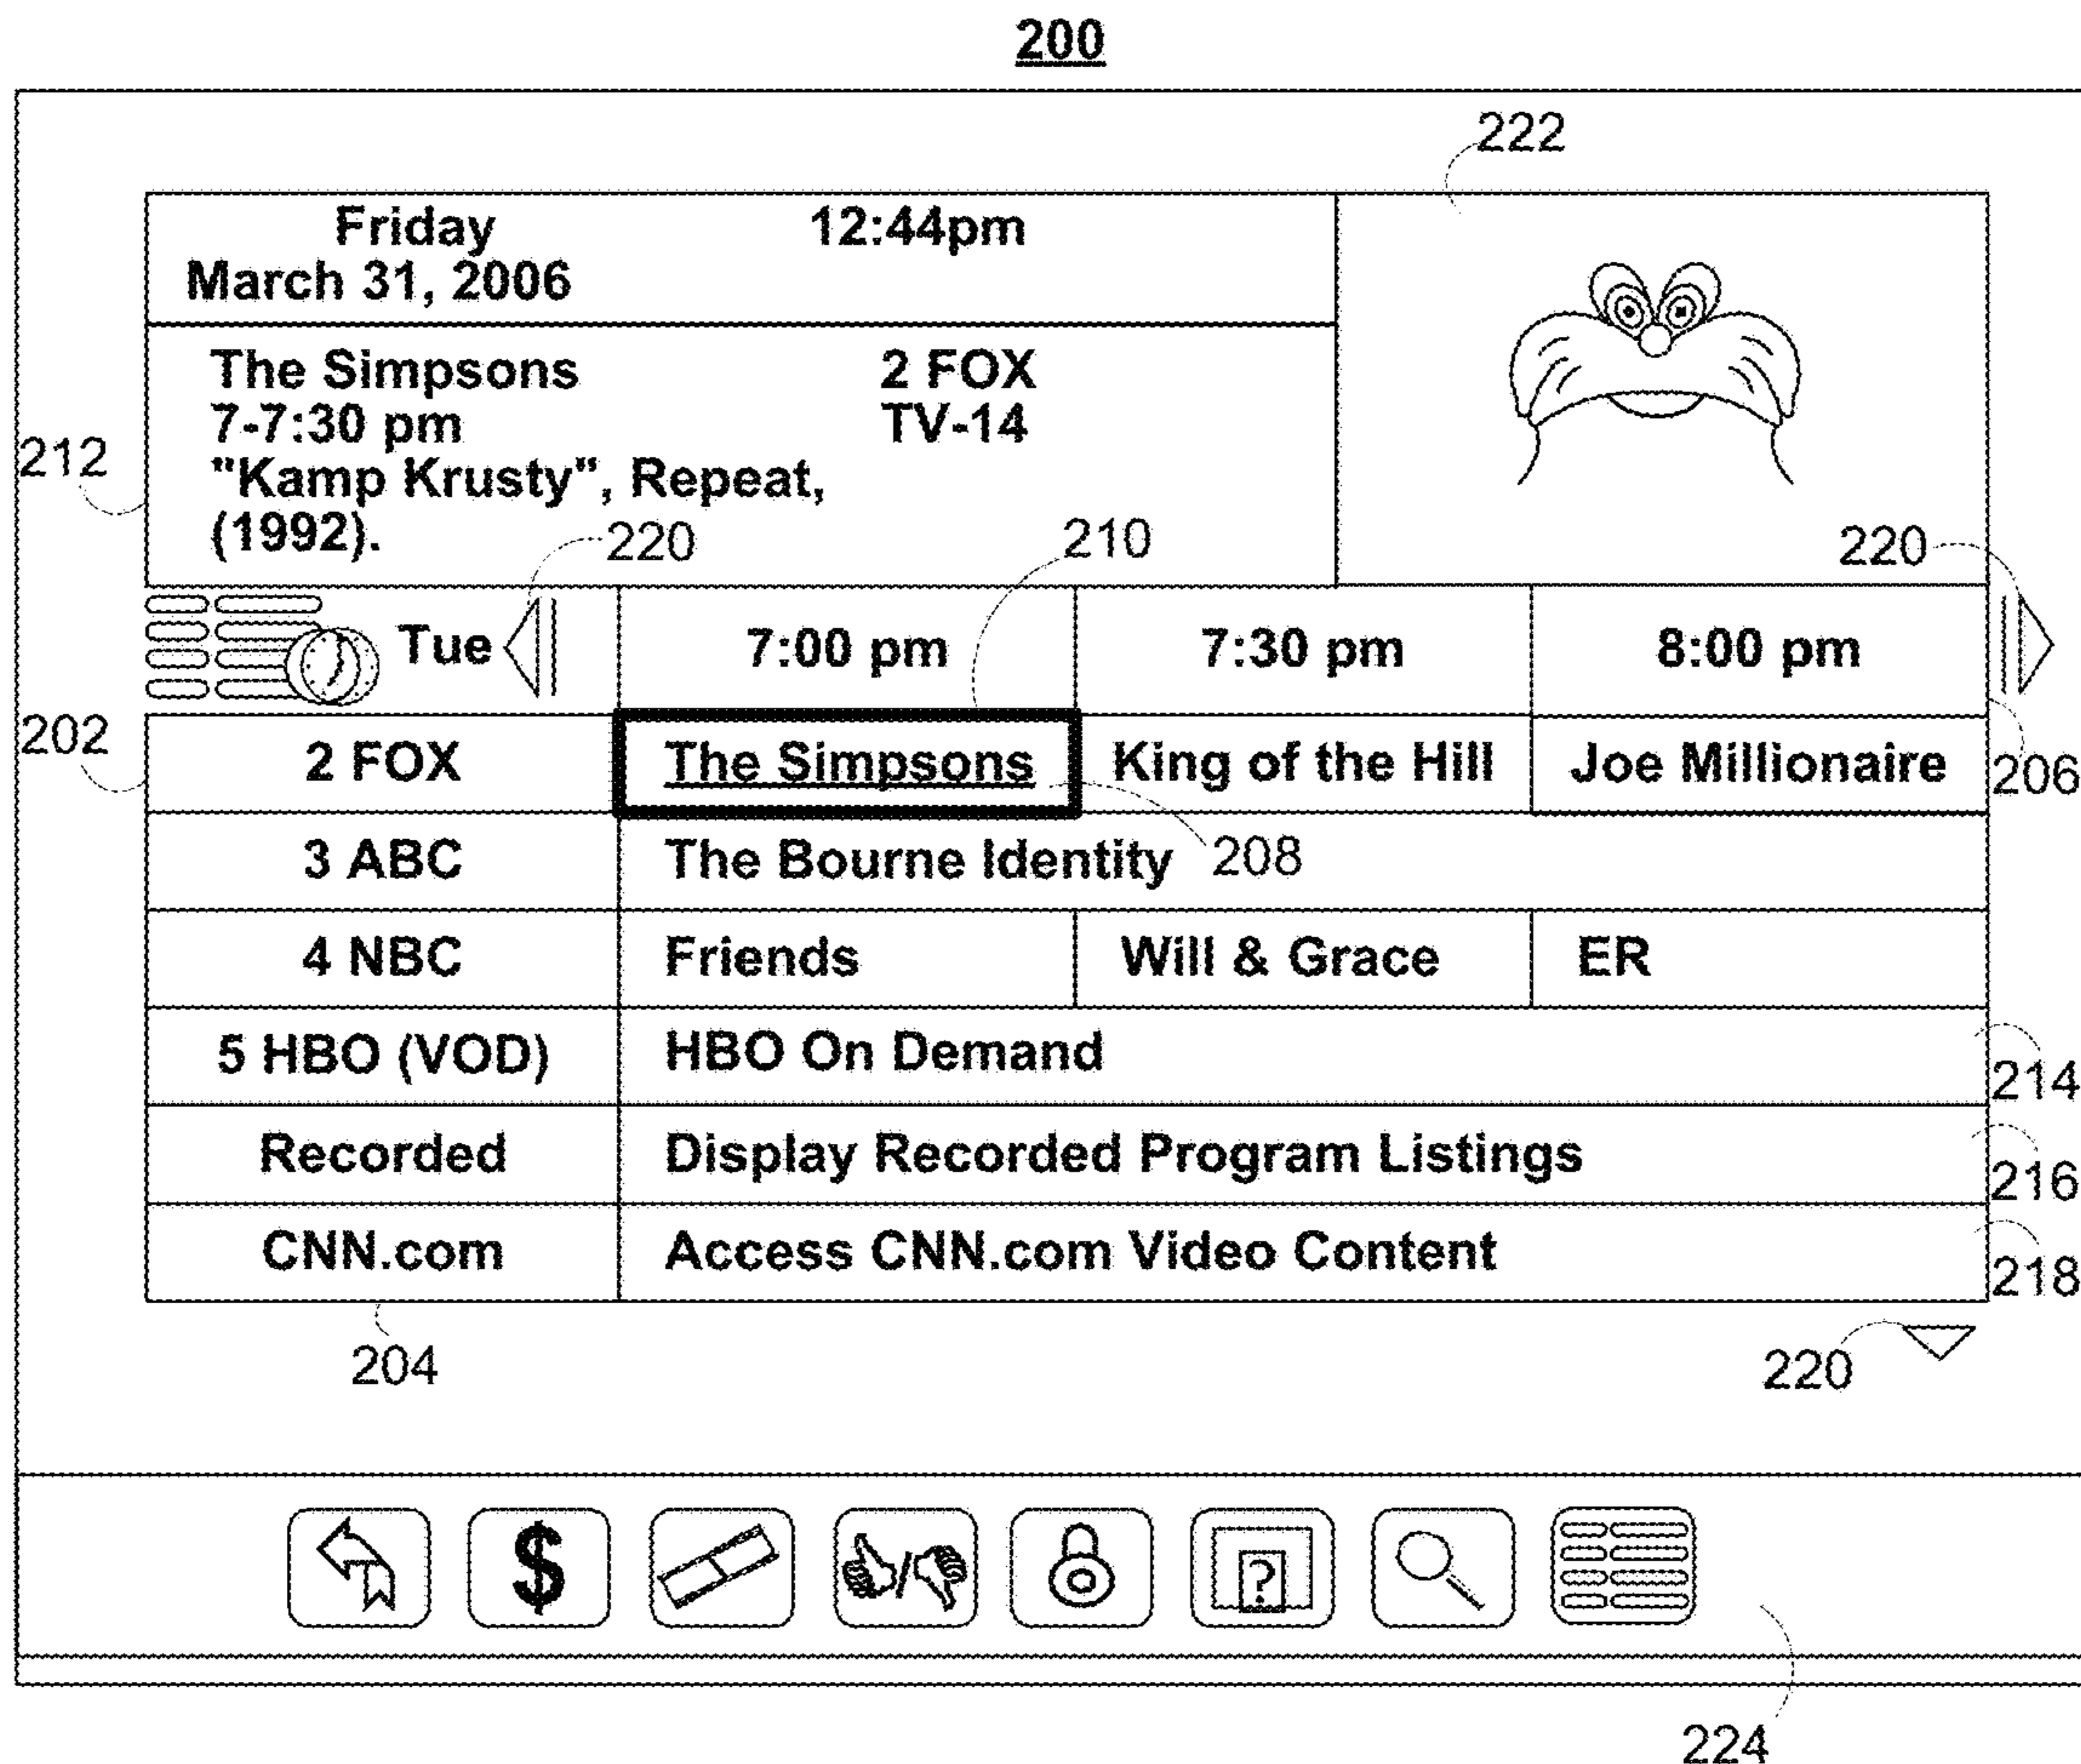 200
222
Friday 12:44pm
March 31, 2006
The Simpsons 2 FOX
7-7:30 pm TV-14
212
"Kamp Krusty", Repeat,
(1992).
220 210 220
Tue 7:00 pm 7:30 pm 8:00 pm
202
2 FOX The Simpsons King of the Hill Joe Millionaire
206
3 ABC The Bourne Identity 208
4 NBC Friends Will & Grace ER
5 HBO (VOD) HBO On Demand
214
Recorded Display Recorded Program Listings
216
CNN.com Access CNN.com Video Content
218
204 220
$ ?
224